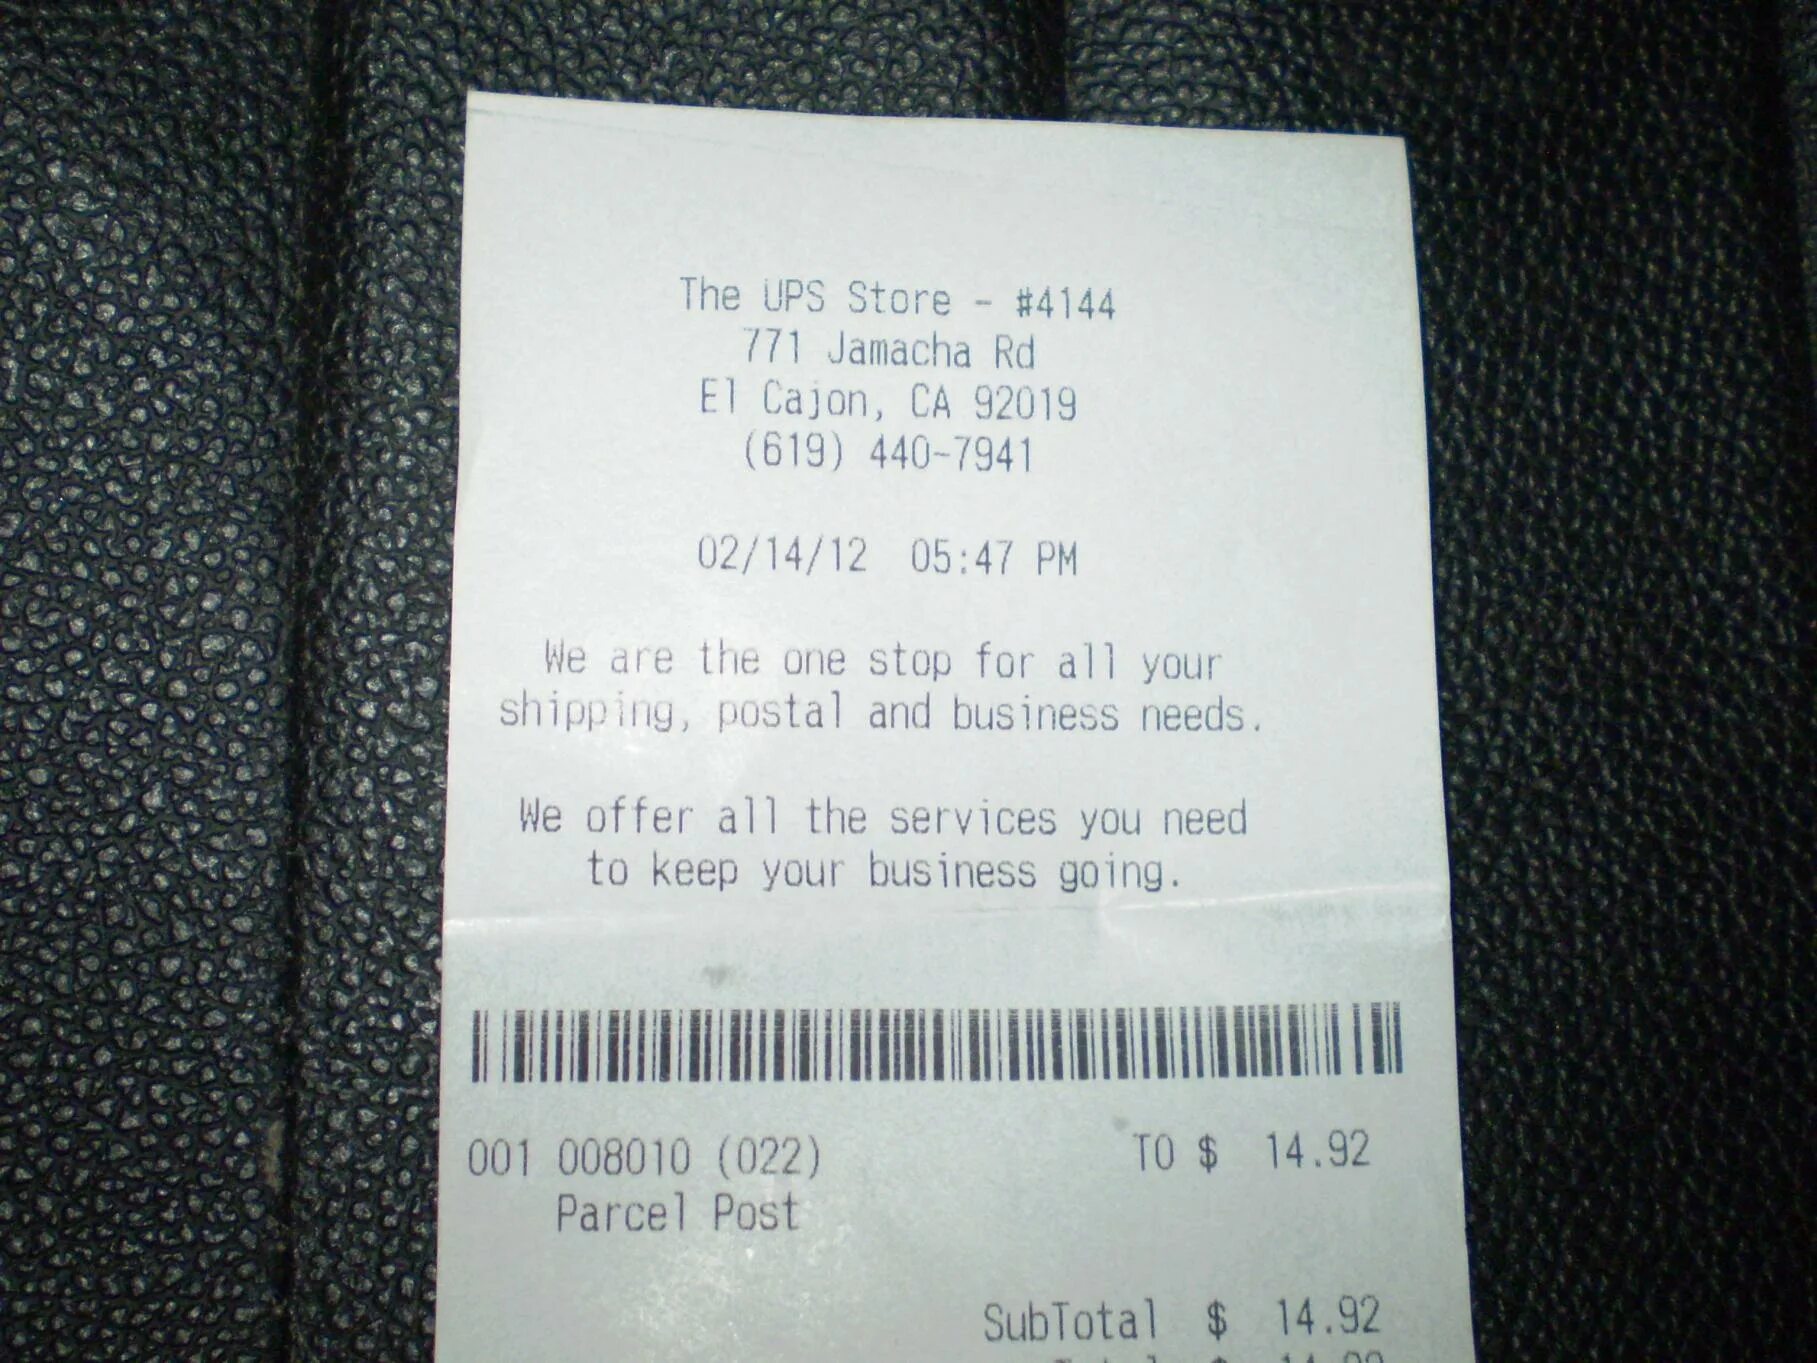 The UPS Store - #4144
771 Jamacha Rd
El Cajon, CA 92019
(619) 440-7941
02/14/12 05:47 PM
We are the one stop for all your
shipping, postal and business needs.
We offer all the services you need
to keep your business going.
001 008010 (022) TO $ 14.92
Parcel Post
SubTotal $ 14.92